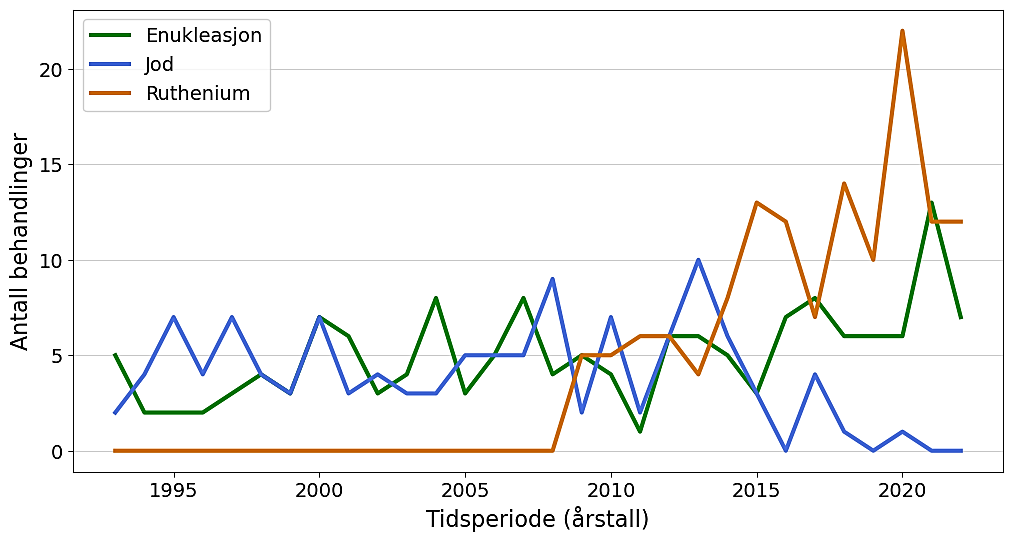 Enukleasjon
Jod
Ruthenium
Antall behandlinger
20
15
10
5
0
1995 2000 2005 2010 2015 2020
Tidsperiode (årstall)